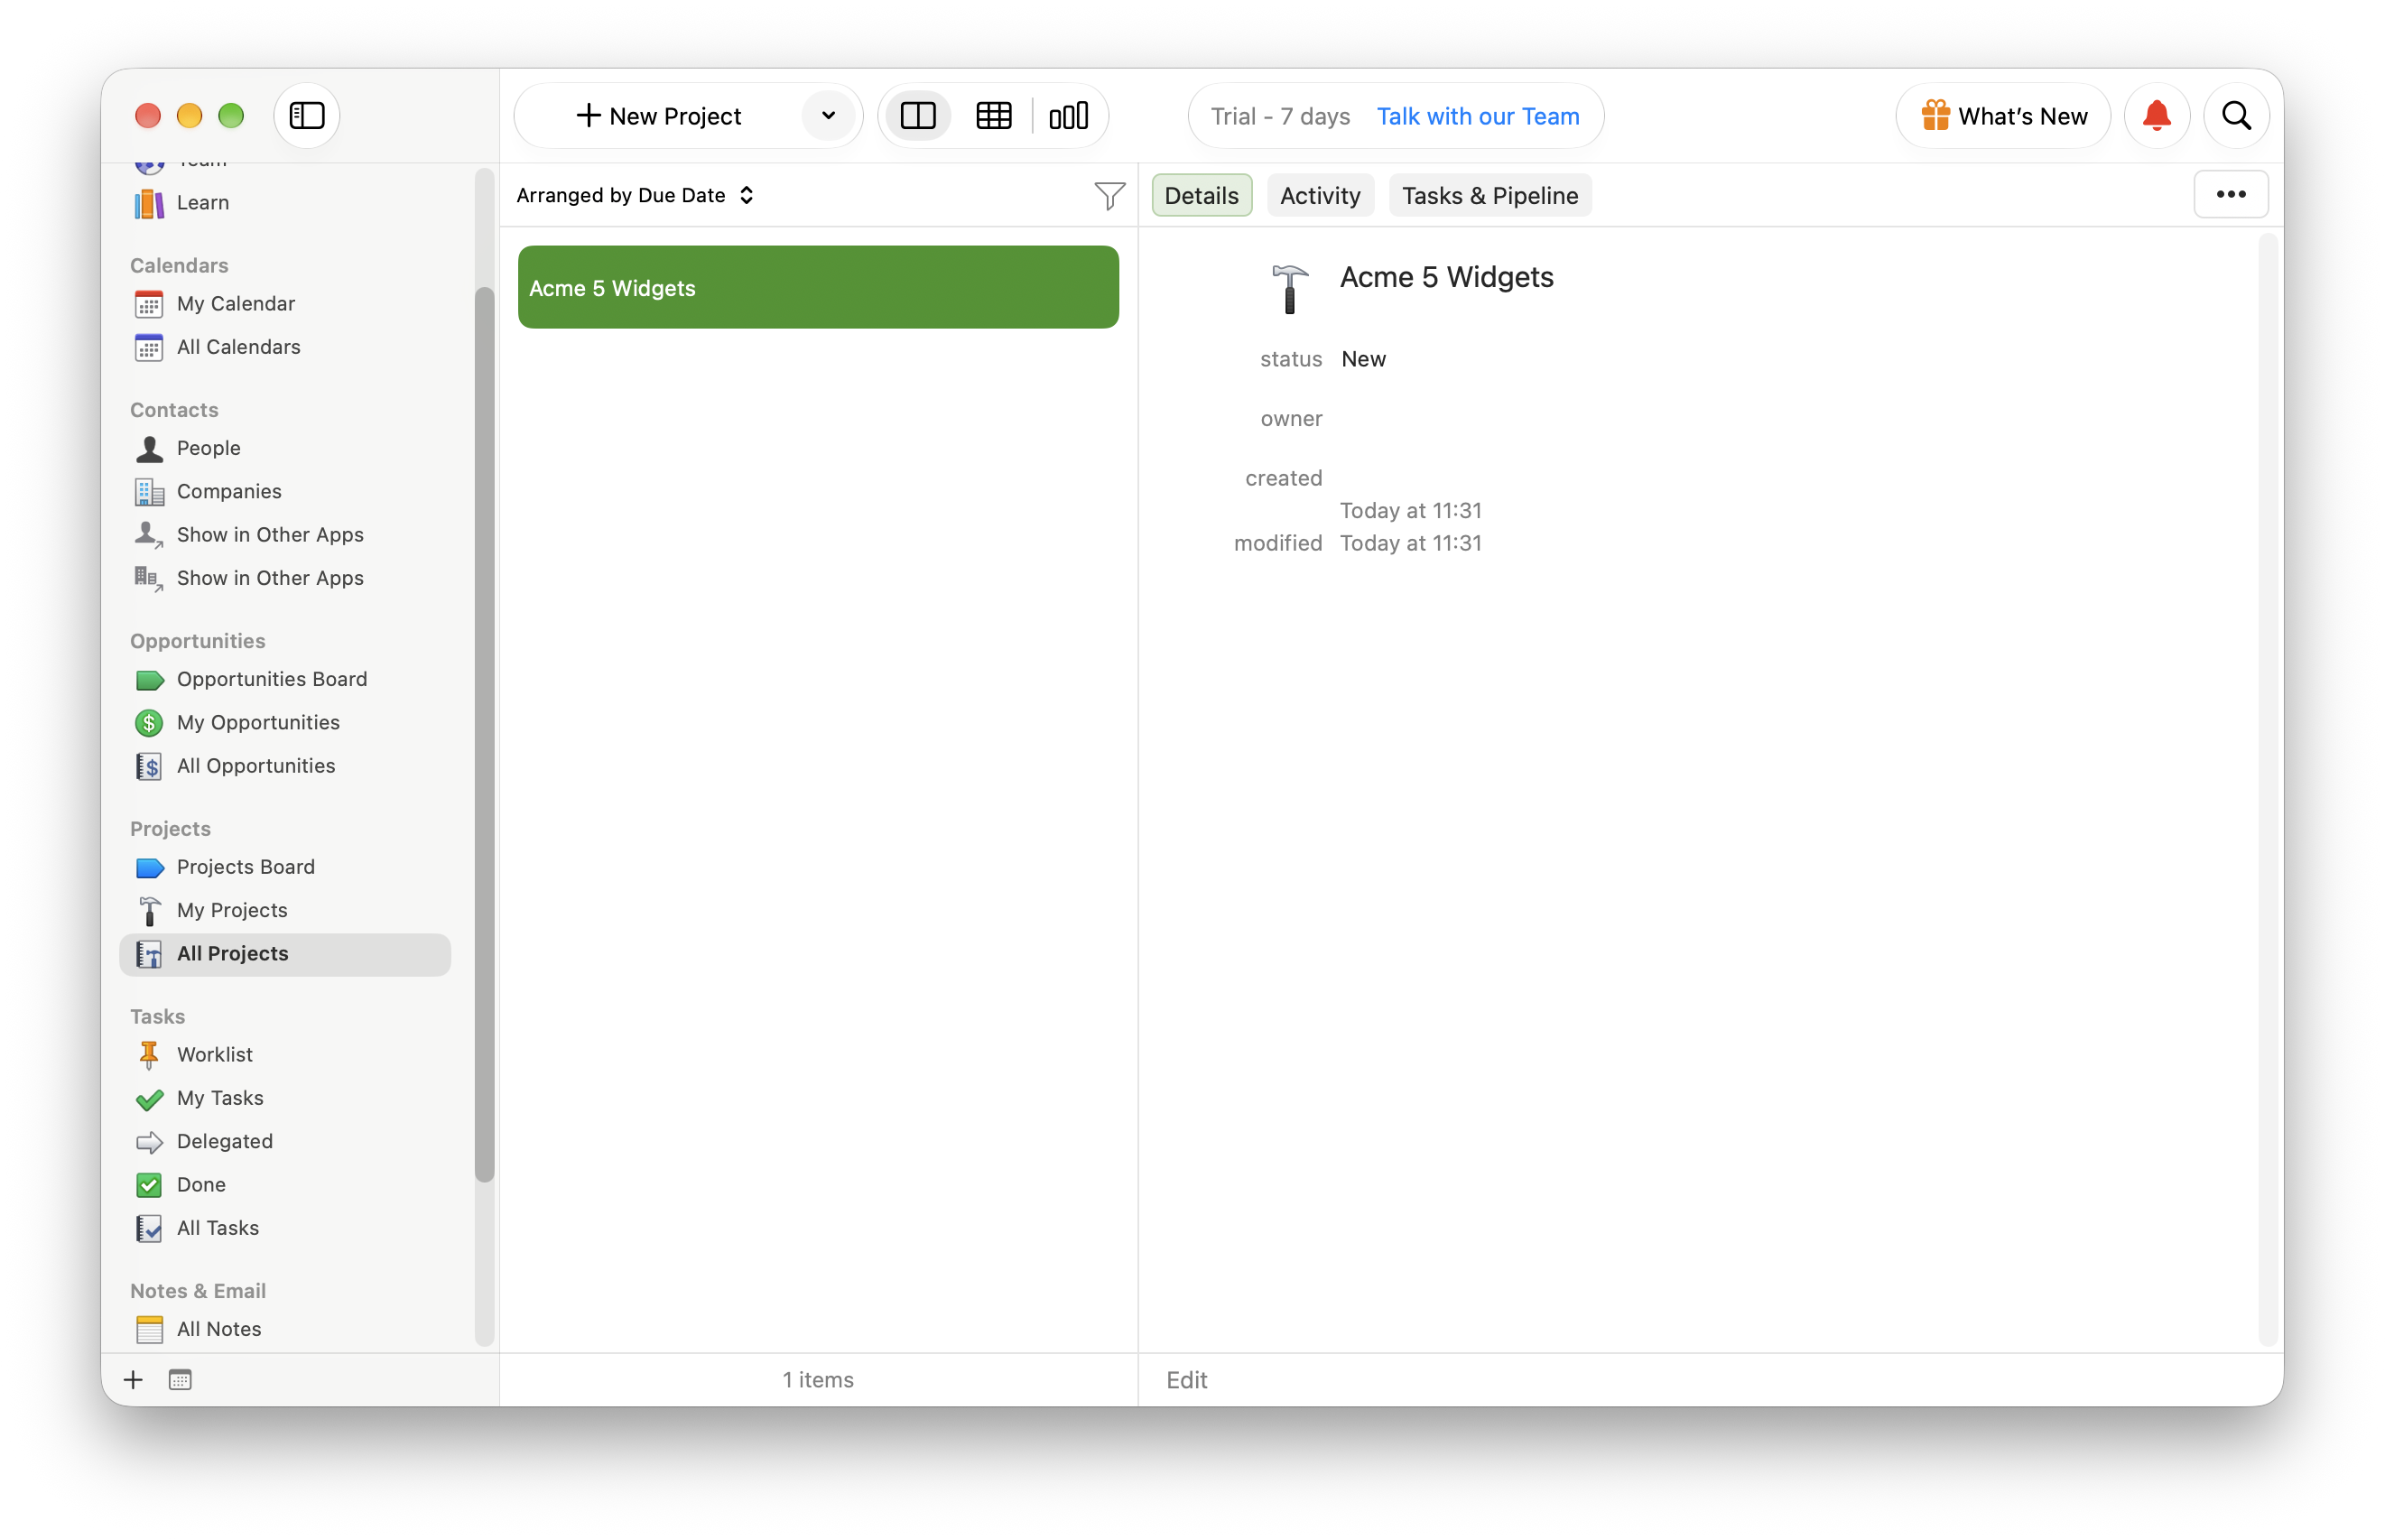 New Project
Trial - 7 days Talk with our Team
What's New
Team
Learn
Calendars
My Calendar
All Calendars
Contacts
People
Companies
Show in Other Apps
Show in Other Apps
Opportunities
Opportunities Board
My Opportunities
All Opportunities
Projects
Projects Board
My Projects
All Projects
Tasks
Worklist
My Tasks
Delegated
Done
All Tasks
Notes & Email
All Notes
Arranged by Due Date
Acme 5 Widgets
1 items
Details Activity Tasks & Pipeline
Acme 5 Widgets
status New
owner
created
Today at 11:31
modified Today at 11:31
Edit